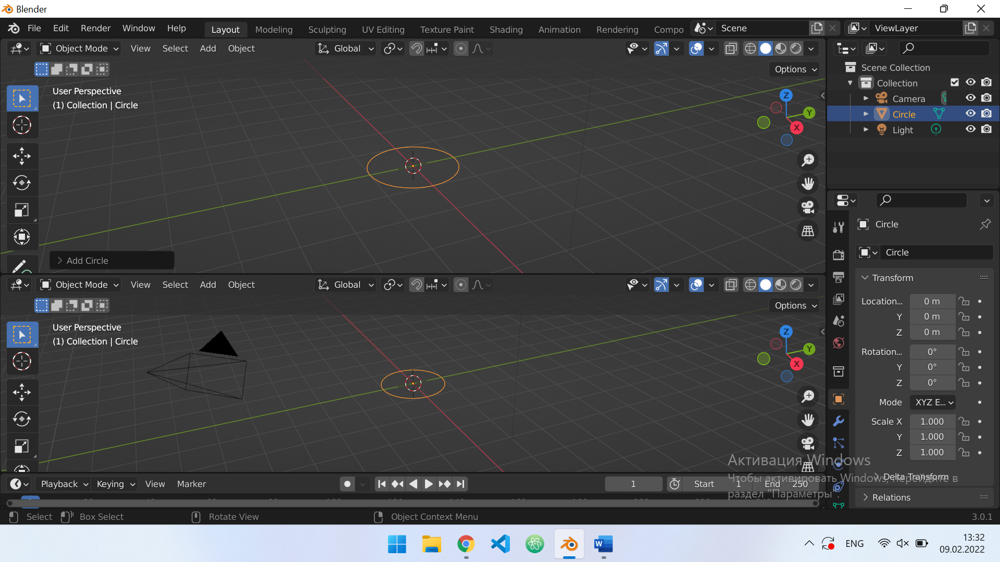 Blender
File Edit Render Window Help Layout Modeling Sculpting UV Editing Texture Paint Shading Animation Rendering Compo Scene ViewLayer
Object Mode View Select Add Object Global
Options
User Perspective
(1) Collection | Circle
Z
Y
X
Add Circle
Object Mode View Select Add Object Global
Options
User Perspective
(1) Collection | Circle
Z
Y
X
Scene Collection
Collection
Camera
Circle
Light
Circle
Circle
Transform
Location... 0 m
Y 0 m
Z 0 m
Rotation... 0°
Y 0°
Z 0°
Mode XYZ E...
Scale X 1.000
Y 1.000
Z 1.000
Delta Transform
Relations
Активация Windows
Чтобы активировать Windows, перейдите в
раздел "Параметры".
Playback Keying View Marker 1 Start 1 End 250
Select Box Select Rotate View Object Context Menu 3.0.1
W ENG 13:32
09.02.2022